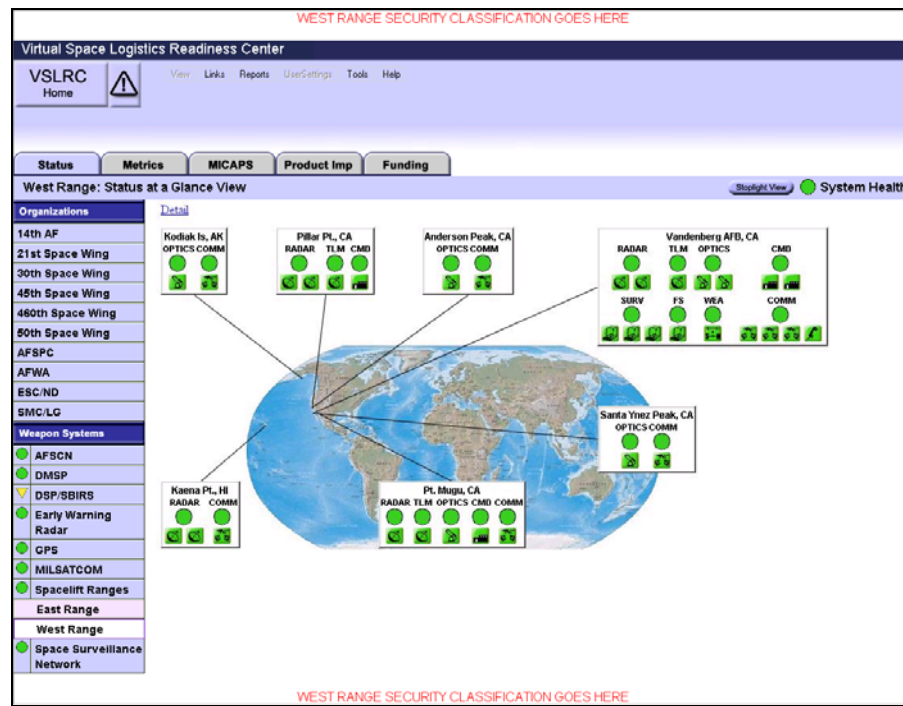 WEST RANGE SECURITY CLASSIFICATION GOES HERE
Virtual Space Logistics Readiness Center
VSLRC
Home
View Links Reports UserSettings Tools Help
Status Metrics MICAPS Product Imp Funding
West Range: Status at a Glance View
Stoplight View System Health
Organizations
14th AF
21st Space Wing
30th Space Wing
45th Space Wing
460th Space Wing
50th Space Wing
AFSPC
AFWA
ESC/ND
SMC/LG
Weapon Systems
AFSCN
DMSP
DSP/SBIRS
Early Warning
Radar
GPS
MILSATCOM
Spacelift Ranges
East Range
West Range
Space Surveillance
Network
Detail
Kodiak Is, AK
OPTICS COMM
Pillar Pt., CA
RADAR TLM CMD
Anderson Peak, CA
OPTICS COMM
Vandenberg AFB, CA
RADAR TLM OPTICS CMD
SURV FS WEA COMM
Santa Ynez Peak, CA
OPTICS COMM
Kaena Pt., HI
RADAR COMM
Pt. Mugu, CA
RADAR TLM OPTICS CMD COMM
WEST RANGE SECURITY CLASSIFICATION GOES HERE